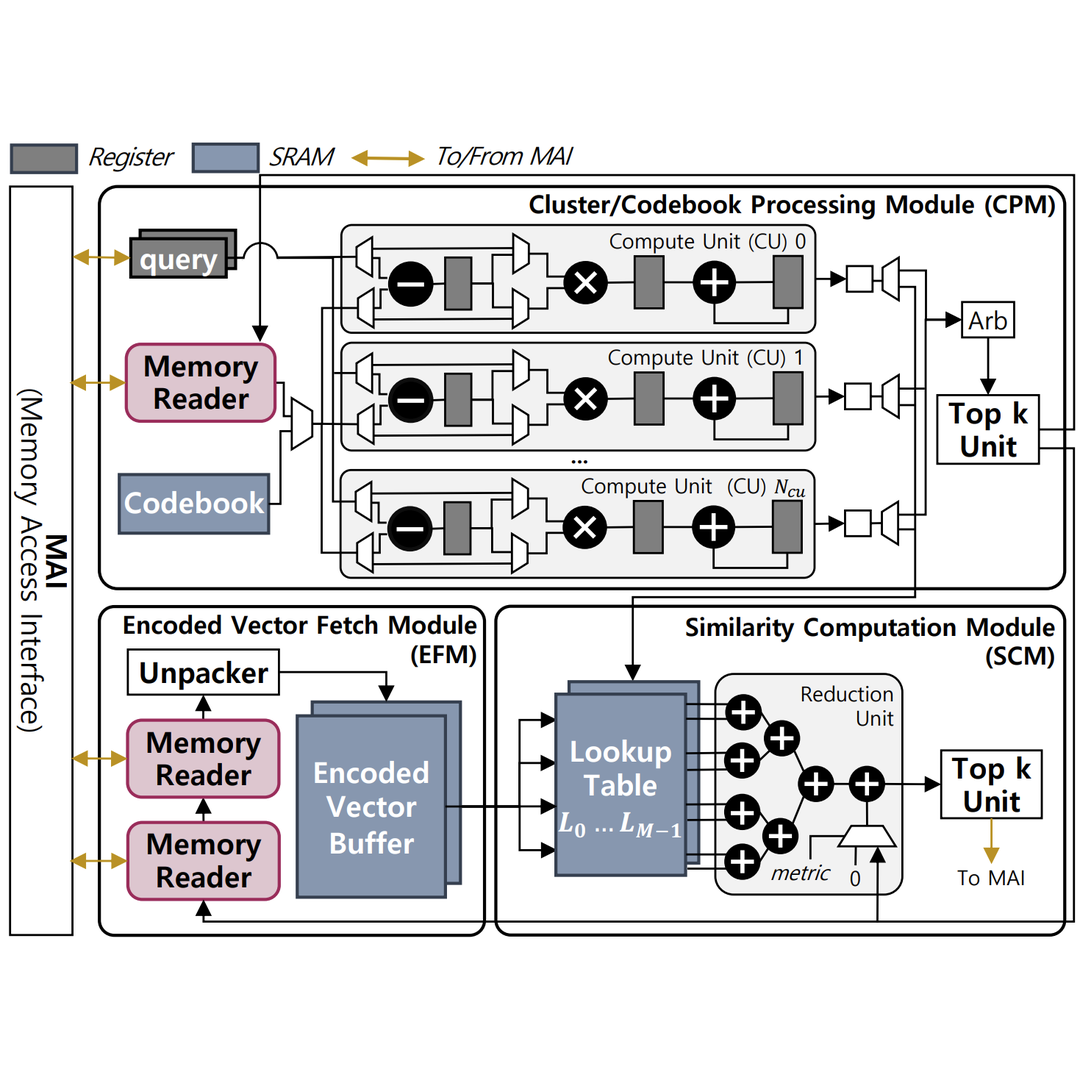 Register
SRAM
To/From MAI
MAI
(Memory Access Interface)
Cluster/Codebook Processing Module (CPM)
query
Memory
Reader
Codebook
Compute Unit (CU) 0
Compute Unit (CU) 1
...
Compute Unit (CU) N_cu
Arb
Top k
Unit
Encoded Vector Fetch Module
(EFM)
Unpacker
Memory
Reader
Memory
Reader
Encoded
Vector
Buffer
Similarity Computation Module
(SCM)
Lookup
Table
L_0 ... L_{M−1}
Reduction
Unit
metric
0
Top k
Unit
To MAI